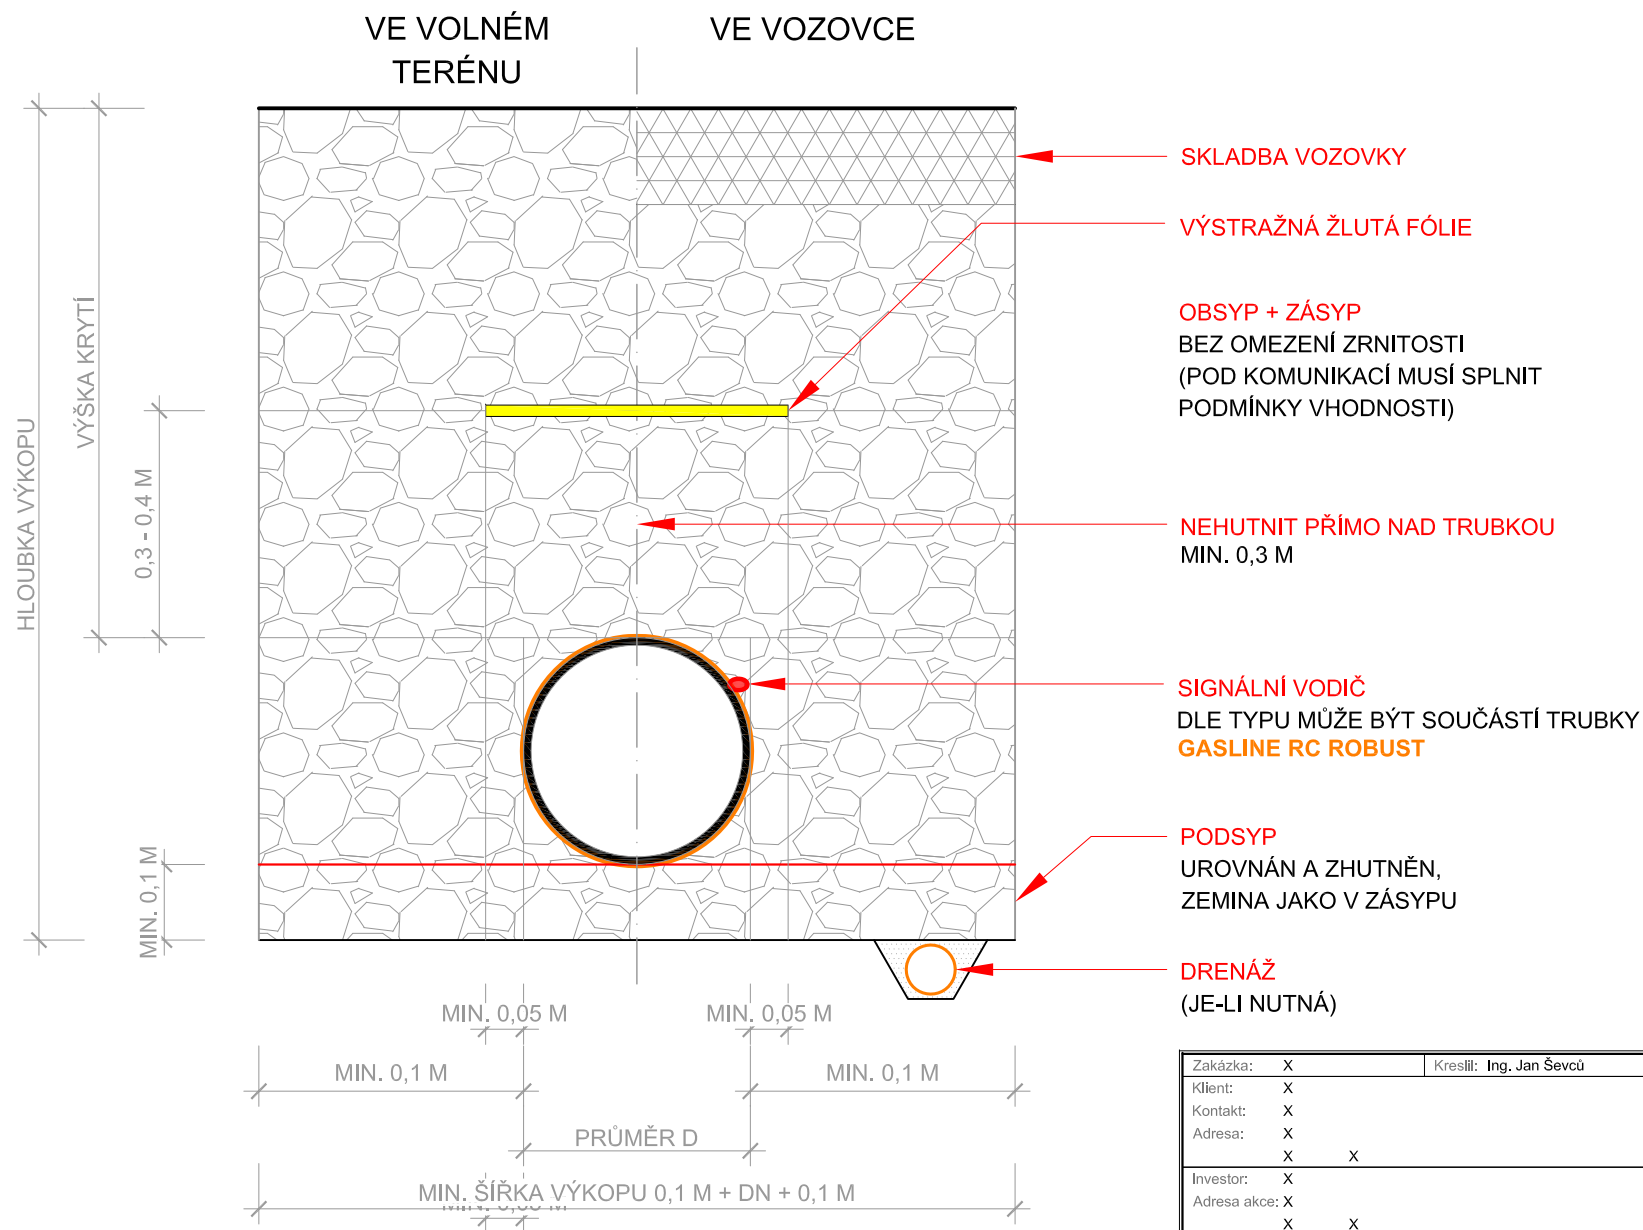 VE VOLNÉM
TERÉNU
VE VOZOVCE
SKLADBA VOZOVKY
VÝSTRAŽNÁ ŽLUTÁ FÓLIE
OBSYP + ZÁSYP
BEZ OMEZENÍ ZRNITOSTI
(POD KOMUNIKACÍ MUSÍ SPLNIT
PODMÍNKY VHODNOSTI)
NEHUTNIT PŘÍMO NAD TRUBKOU
MIN. 0,3 M
SIGNÁLNÍ VODIČ
DLE TYPU MŮŽE BÝT SOUČÁSTÍ TRUBKY
GASLINE RC ROBUST
PODSYP
UROVNÁN A ZHUTNĚN,
ZEMINA JAKO V ZÁSYPU
DRENÁŽ
(JE-LI NUTNÁ)
HLOUBKA VÝKOPU
VÝŠKA KRYTÍ
0,3 - 0,4 M
MIN. 0,1 M
MIN. 0,05 M
MIN. 0,05 M
MIN. 0,1 M
MIN. 0,1 M
PRŮMĚR D
MIN. ŠÍŘKA VÝKOPU 0,1 M + DN + 0,1 M
MIN. 0,05 M
Zakázka: X Kreslil: Ing. Jan Ševců
Klient: X
Kontakt: X
Adresa: X
X X
Investor: X
Adresa akce: X
X X